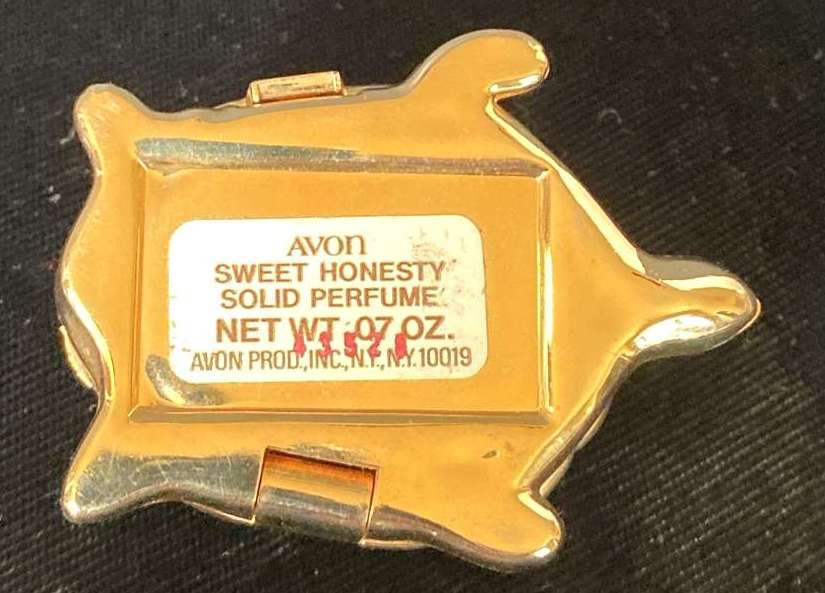 AVON
SWEET HONESTY
SOLID PERFUME
NET WT .07 OZ.
AVON PROD., INC., N.Y., N.Y. 10019